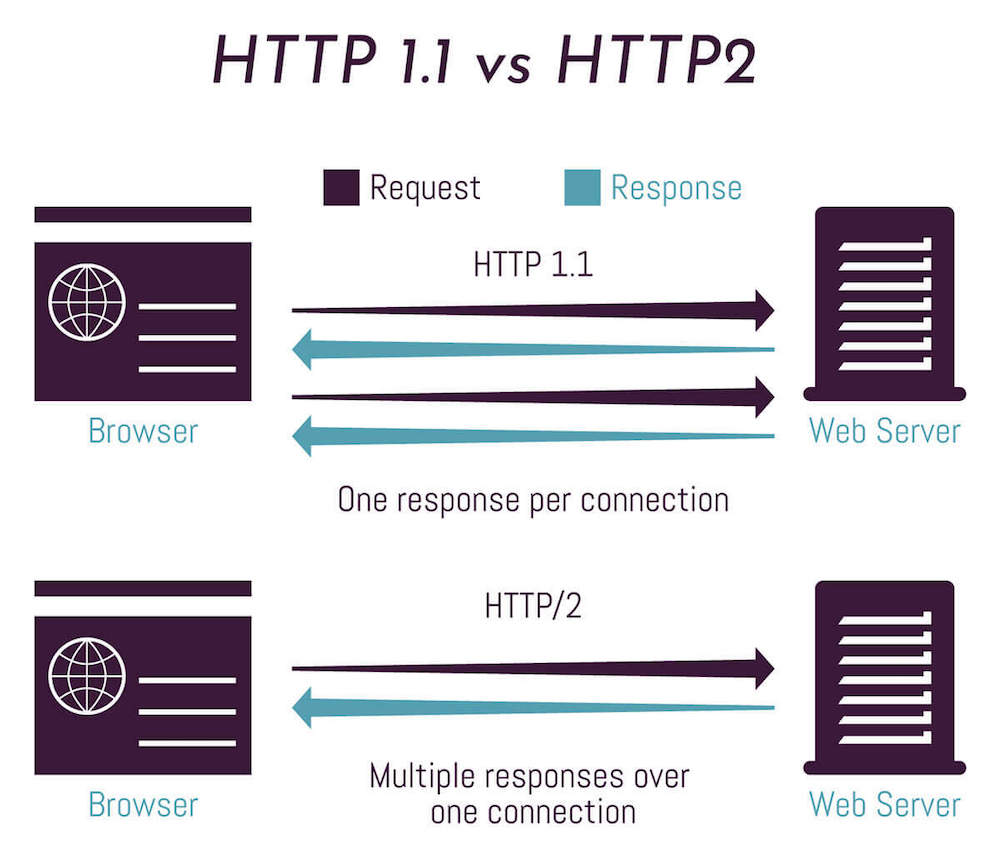 HTTP 1.1 vs HTTP2
Request
Response
HTTP 1.1
Browser
Web Server
One response per connection
HTTP/2
Multiple responses over
one connection
Browser
Web Server